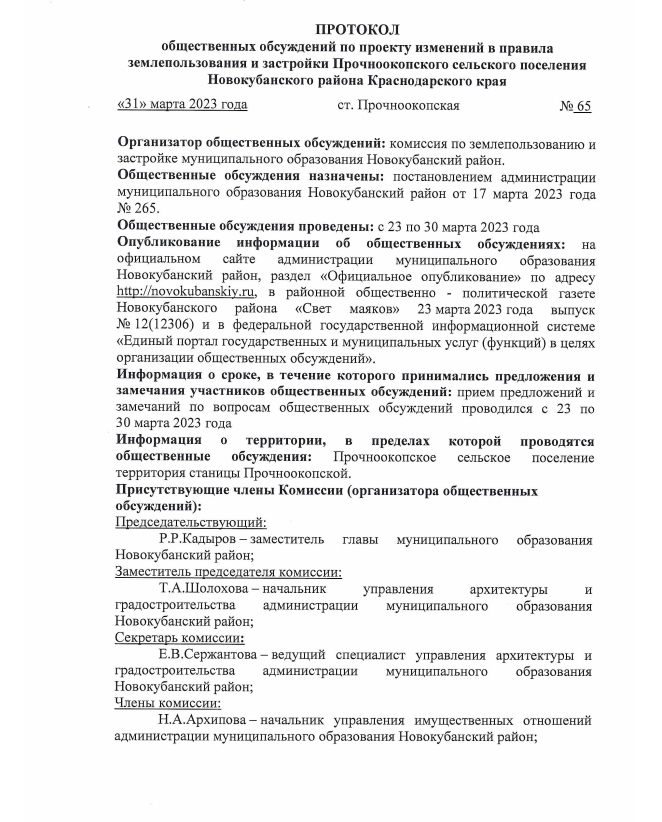 ПРОТОКОЛ
общественных обсуждений по проекту изменений в правила
землепользования и застройки Прочноокопского сельского поселения
Новокубанского района Краснодарского края
«31» марта 2023 года ст. Прочноокопская № 65
Организатор общественных обсуждений: комиссия по землепользованию и
застройке муниципального образования Новокубанский район.
Общественные обсуждения назначены: постановлением администрации
муниципального образования Новокубанский район от 17 марта 2023 года
№ 265.
Общественные обсуждения проведены: с 23 по 30 марта 2023 года
Опубликование информации об общественных обсуждениях: на
официальном сайте администрации муниципального образования
Новокубанский район, раздел «Официальное опубликование» по адресу
http://novokubanskiy.ru, в районной общественно - политической газете
Новокубанского района «Свет маяков» 23 марта 2023 года выпуск
№ 12(12306) и в федеральной государственной информационной системе
«Единый портал государственных и муниципальных услуг (функций) в целях
организации общественных обсуждений».
Информация о сроке, в течение которого принимались предложения и
замечания участников общественных обсуждений: прием предложений и
замечаний по вопросам общественных обсуждений проводился с 23 по
30 марта 2023 года
Информация о территории, в пределах которой проводятся
общественные обсуждения: Прочноокопское сельское поселение
территория станицы Прочноокопской.
Присутствующие члены Комиссии (организатора общественных
обсуждений):
Председательствующий:
Р.Р.Кадыров – заместитель главы муниципального образования
Новокубанский район;
Заместитель председателя комиссии:
Т.А.Шолохова – начальник управления архитектуры и
градостроительства администрации муниципального образования
Новокубанский район;
Секретарь комиссии:
Е.В.Сержантова – ведущий специалист управления архитектуры и
градостроительства администрации муниципального образования
Новокубанский район;
Члены комиссии:
Н.А.Архипова – начальник управления имущественных отношений
администрации муниципального образования Новокубанский район;